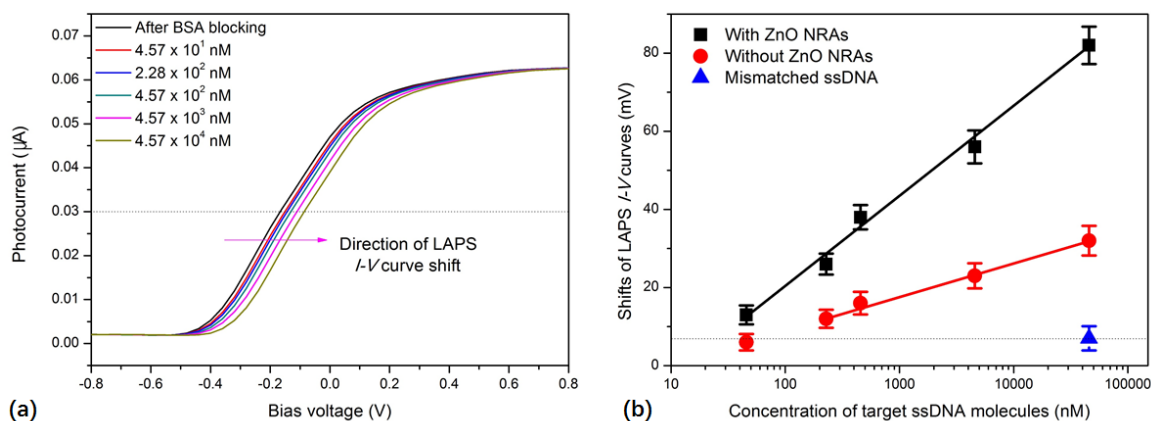 After BSA blocking
4.57 x 10¹ nM
2.28 x 10² nM
4.57 x 10² nM
4.57 x 10³ nM
4.57 x 10⁴ nM
Direction of LAPS
I-V curve shift
0.07
0.06
0.05
0.04
0.03
0.02
0.01
0.00
Photocurrent (μA)
-0.8 -0.6 -0.4 -0.2 0.0 0.2 0.4 0.6 0.8
Bias voltage (V)
(a)
With ZnO NRAs
Without ZnO NRAs
Mismatched ssDNA
80
60
40
20
0
Shifts of LAPS I-V curves (mV)
10 100 1000 10000 100000
Concentration of target ssDNA molecules (nM)
(b)